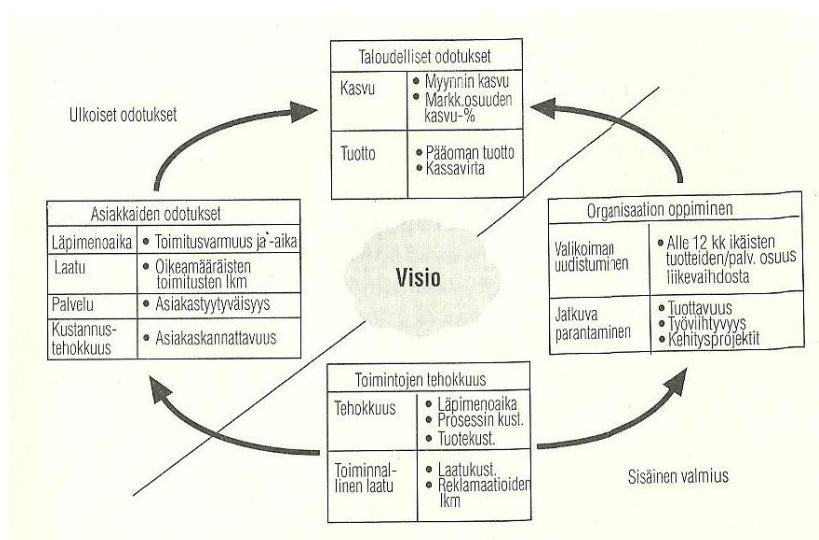 Taloudelliset odotukset
Kasvu
• Myynnin kasvu
• Markk.osuuden
kasvu-%
Tuotto
• Pääoman tuotto
• Kassavirta
Ulkoiset odotukset
Asiakkaiden odotukset
Läpimenoaika
• Toimitusvarmuus ja -aika
Laatu
• Oikeamääräisten
toimitusten lkm
Palvelu
• Asiakastyytyväisyys
Kustannus-
tehokkuus
• Asiakaskannattavuus
Visio
Organisaation oppiminen
Valikoiman
uudistuminen
• Alle 12 kk ikäisten
tuotteiden/palv. osuus
liikevaihdosta
Jatkuva
parantaminen
• Tuottavuus
• Työviihtyvyys
• Kehitysprojektit
Toimintojen tehokkuus
Tehokkuus
• Läpimenoaika
• Prosessin kust.
• Tuotekust.
Toiminnal-
linen laatu
• Laatukust.
• Reklamaatioiden
lkm
Sisäinen valmius